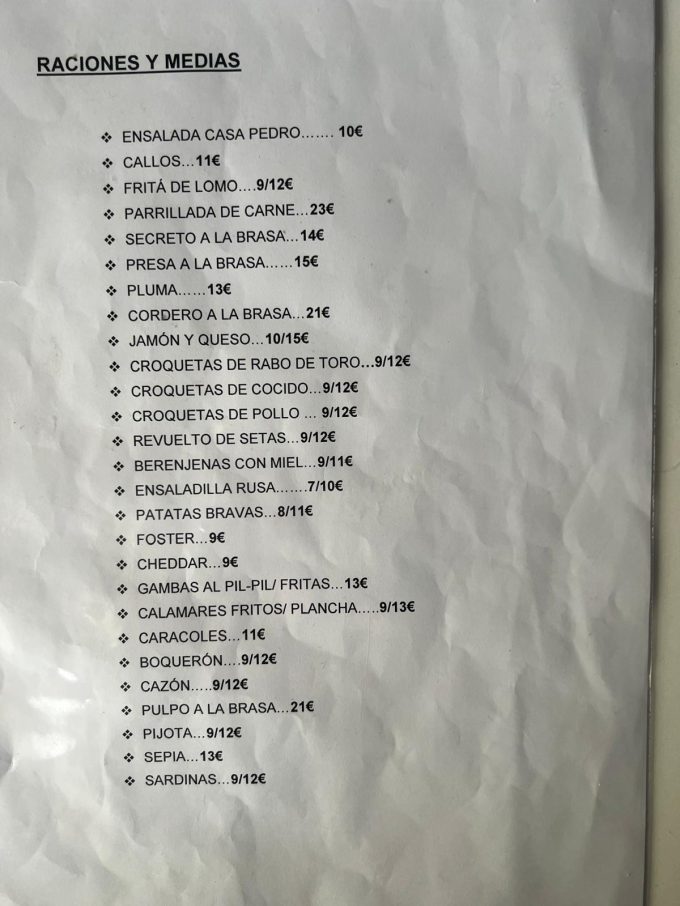 RACIONES Y MEDIAS
❖ ENSALADA CASA PEDRO……. 10€
❖ CALLOS…11€
❖ FRITÁ DE LOMO….9/12€
❖ PARRILLADA DE CARNE…23€
❖ SECRETO A LA BRASA…14€
❖ PRESA A LA BRASA……15€
❖ PLUMA……13€
❖ CORDERO A LA BRASA…21€
❖ JAMÓN Y QUESO…10/15€
❖ CROQUETAS DE RABO DE TORO…9/12€
❖ CROQUETAS DE COCIDO…9/12€
❖ CROQUETAS DE POLLO … 9/12€
❖ REVUELTO DE SETAS…9/12€
❖ BERENJENAS CON MIEL…9/11€
❖ ENSALADILLA RUSA…….7/10€
❖ PATATAS BRAVAS…8/11€
❖ FOSTER…9€
❖ CHEDDAR…9€
❖ GAMBAS AL PIL-PIL/ FRITAS…13€
❖ CALAMARES FRITOS/ PLANCHA…..9/13€
❖ CARACOLES…11€
❖ BOQUERÓN….9/12€
❖ CAZÓN…..9/12€
❖ PULPO A LA BRASA…21€
❖ PIJOTA…9/12€
❖ SEPIA…13€
❖ SARDINAS…9/12€